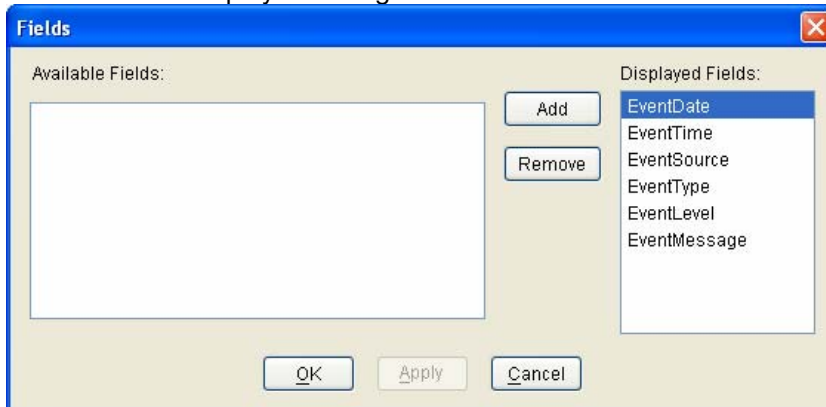 Fields
Available Fields:
Displayed Fields:
Add
Remove
EventDate
EventTime
EventSource
EventType
EventLevel
EventMessage
OK
Apply
Cancel